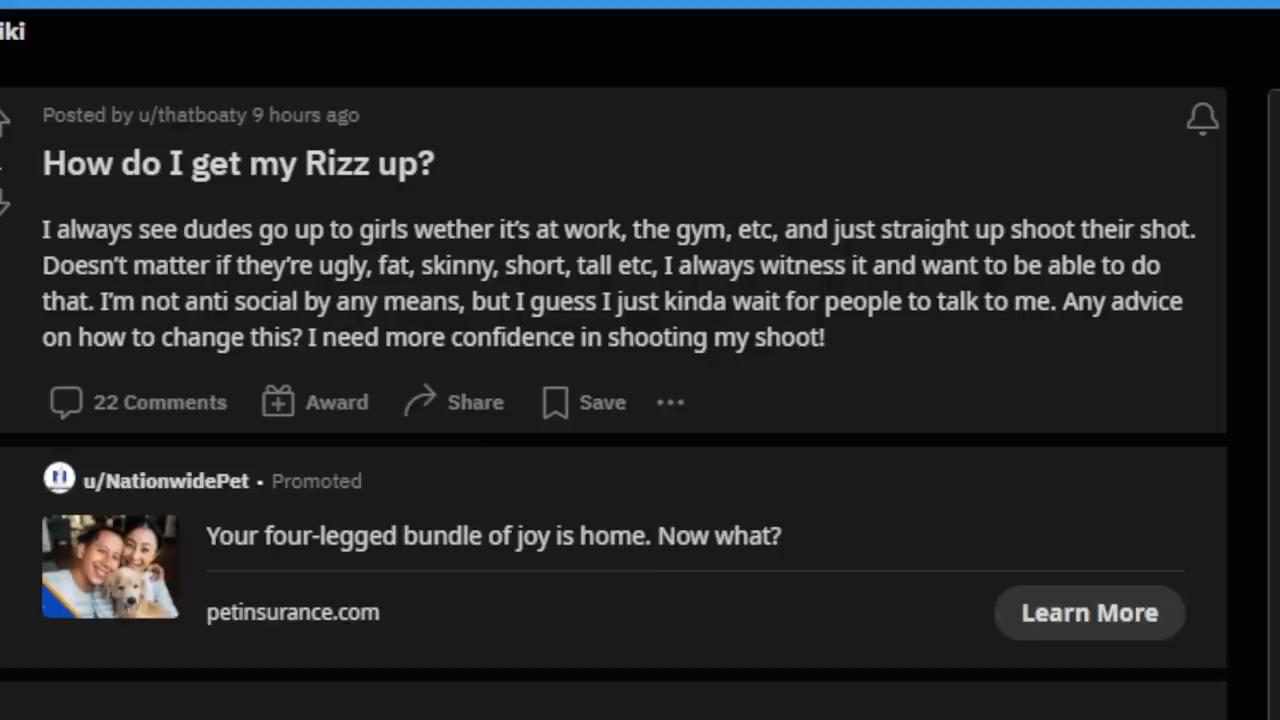 iki
Posted by u/thatboaty 9 hours ago
How do I get my Rizz up?
I always see dudes go up to girls wether it’s at work, the gym, etc, and just straight up shoot their shot.
Doesn’t matter if they’re ugly, fat, skinny, short, tall etc, I always witness it and want to be able to do
that. I’m not anti social by any means, but I guess I just kinda wait for people to talk to me. Any advice
on how to change this? I need more confidence in shooting my shoot!
22 Comments Award Share Save
u/NationwidePet • Promoted
Your four-legged bundle of joy is home. Now what?
petinsurance.com
Learn More